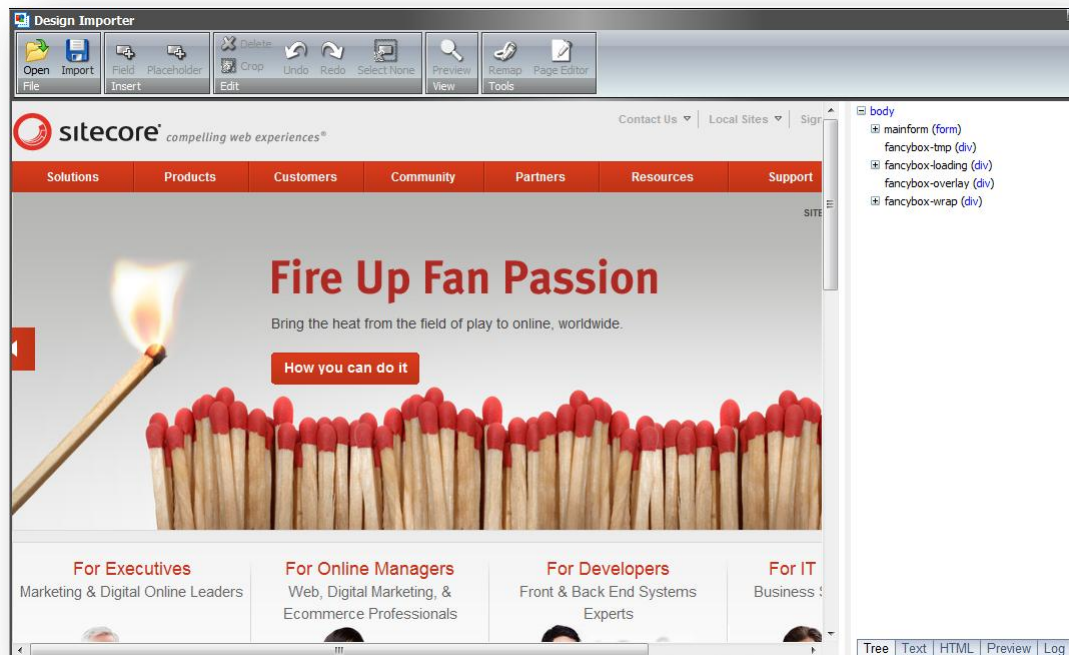 Design Importer
Open Import Field Placeholder Delete Crop Undo Redo Select None Preview Remap Page Editor
File Insert Edit View Tools
sitecore® compelling web experiences®
Contact Us Local Sites Sign
Solutions Products Customers Community Partners Resources Support
SITE
Fire Up Fan Passion
Bring the heat from the field of play to online, worldwide.
How you can do it
For Executives
Marketing & Digital Online Leaders
For Online Managers
Web, Digital Marketing, &
Ecommerce Professionals
For Developers
Front & Back End Systems
Experts
For IT
Business
body
mainform (form)
fancybox-tmp (div)
fancybox-loading (div)
fancybox-overlay (div)
fancybox-wrap (div)
Tree Text HTML Preview Log